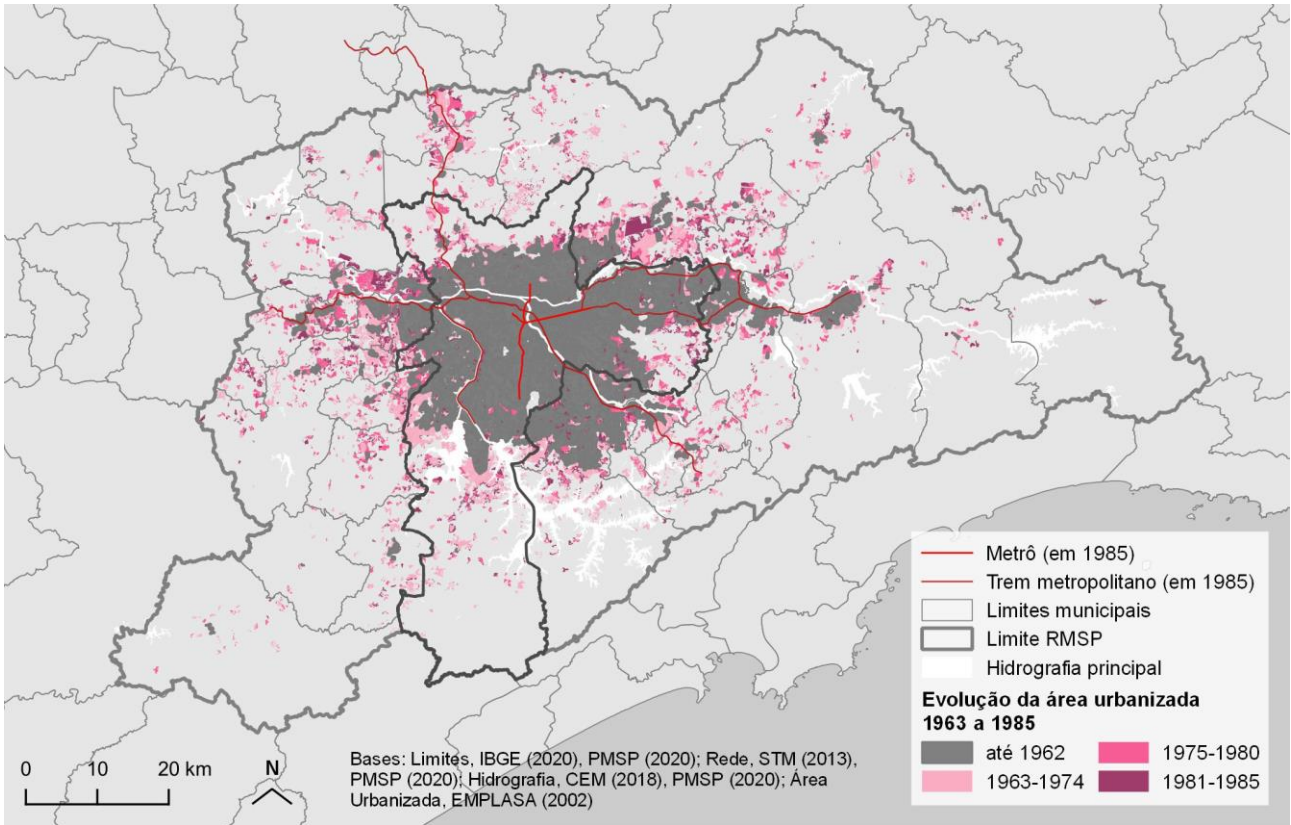 Metrô (em 1985)
Trem metropolitano (em 1985)
Limites municipais
Limite RMSP
Hidrografia principal
Evolução da área urbanizada
1963 a 1985
até 1962
1975-1980
1963-1974
1981-1985
0 10 20 km
N
Bases: Limites, IBGE (2020), PMSP (2020); Rede, STM (2013),
PMSP (2020); Hidrografia, CEM (2018), PMSP (2020); Área
Urbanizada, EMPLASA (2002)